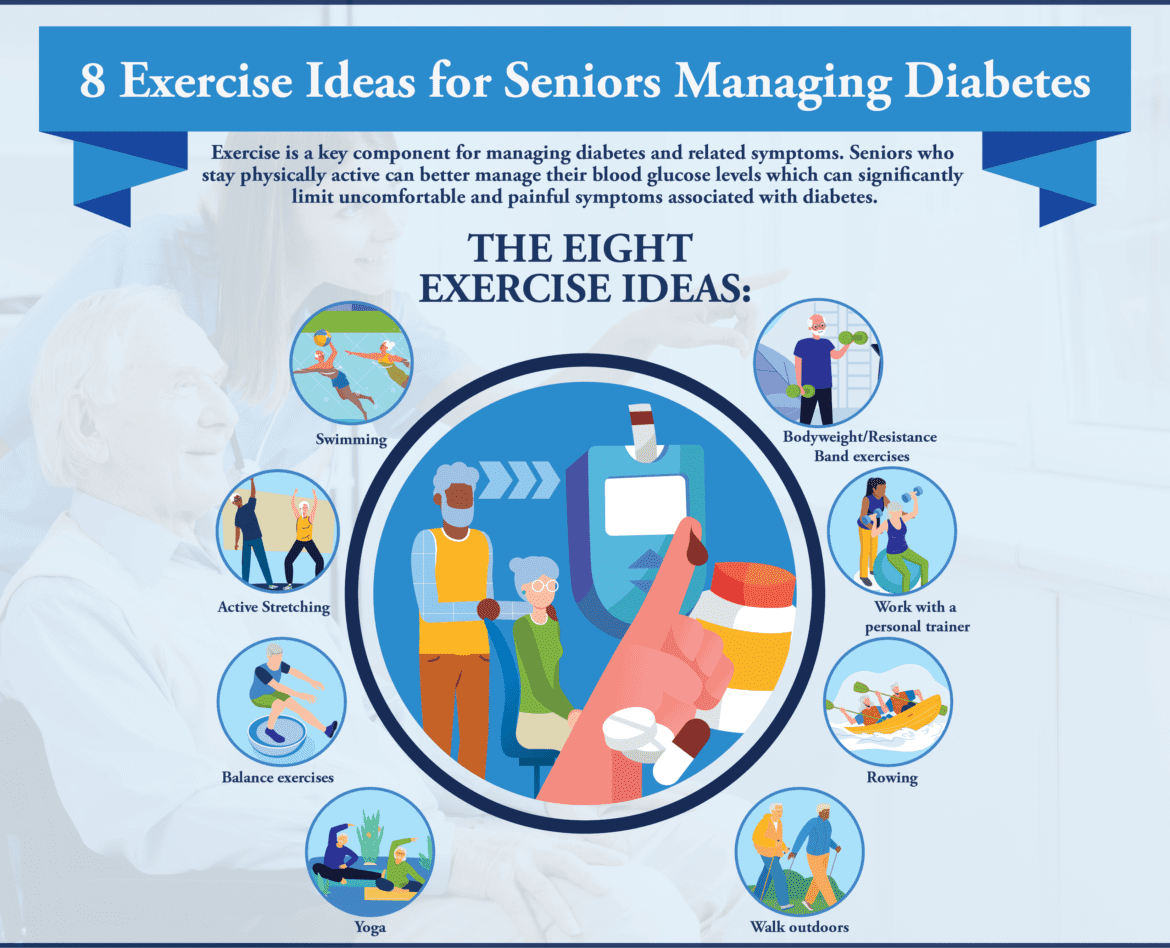 8 Exercise Ideas for Seniors Managing Diabetes
Exercise is a key component for managing diabetes and related symptoms. Seniors who
stay physically active can better manage their blood glucose levels which can significantly
limit uncomfortable and painful symptoms associated with diabetes.
THE EIGHT
EXERCISE IDEAS:
Swimming
Active Stretching
Balance exercises
Yoga
Bodyweight/Resistance
Band exercises
Work with a
personal trainer
Rowing
Walk outdoors